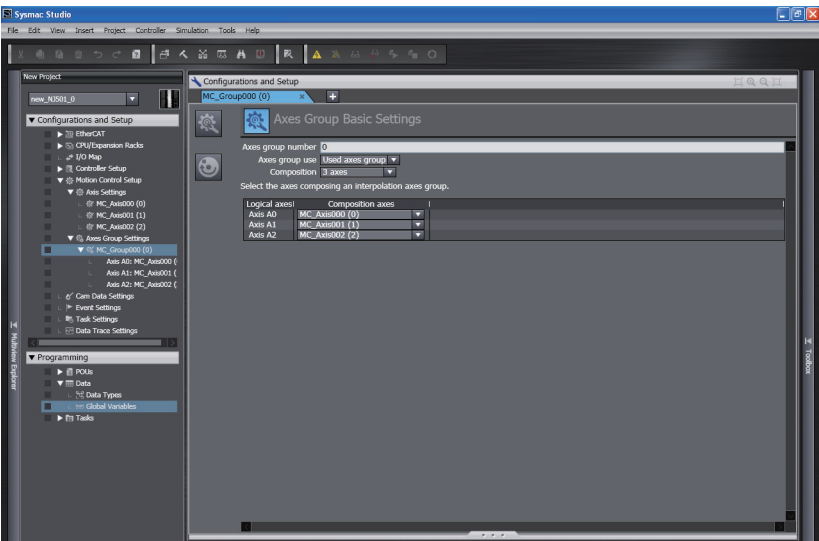 Sysmac Studio
File Edit View Insert Project Controller Simulation Tools Help
New Project
new_NJ501_0
Configurations and Setup
EtherCAT
CPU/Expansion Racks
I/O Map
Controller Setup
Motion Control Setup
Axis Settings
MC_Axis000 (0)
MC_Axis001 (1)
MC_Axis002 (2)
Axes Group Settings
MC_Group000 (0)
Axis A0: MC_Axis000 (
Axis A1: MC_Axis001 (
Axis A2: MC_Axis002 (
Cam Data Settings
Event Settings
Task Settings
Data Trace Settings
Programming
POUs
Data
Data Types
Global Variables
Tasks
Multiview Explorer
Configurations and Setup
MC_Group000 (0)
Axes Group Basic Settings
Axes group number 0
Axes group use Used axes group
Composition 3 axes
Select the axes composing an interpolation axes group.
Logical axes Composition axes
Axis A0 MC_Axis000 (0)
Axis A1 MC_Axis001 (1)
Axis A2 MC_Axis002 (2)
Toolbox